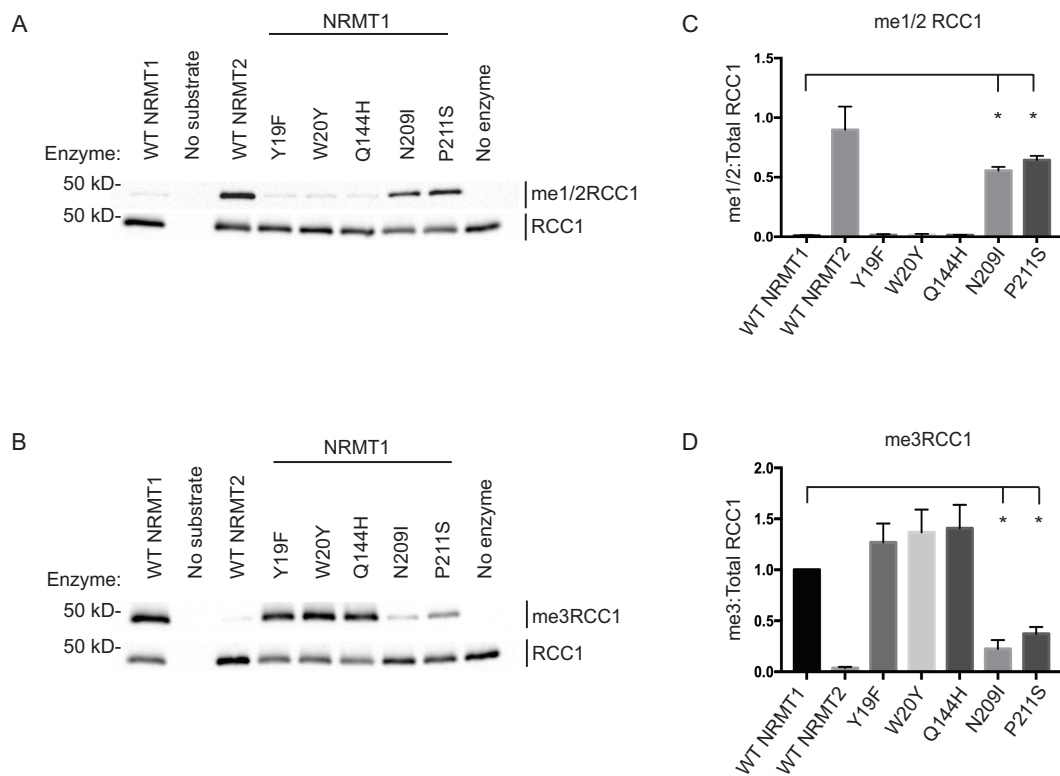 A
NRMT1
Enzyme:
WT NRMT1
No substrate
WT NRMT2
Y19F
W20Y
Q144H
N209I
P211S
No enzyme
50 kD-
me1/2RCC1
50 kD-
RCC1
C
me1/2 RCC1
me1/2:Total RCC1
1.5
1.0
0.5
0.0
* *
WT NRMT1
WT NRMT2
Y19F
W20Y
Q144H
N209I
P211S
B
NRMT1
Enzyme:
WT NRMT1
No substrate
WT NRMT2
Y19F
W20Y
Q144H
N209I
P211S
No enzyme
50 kD-
me3RCC1
50 kD-
RCC1
D
me3RCC1
me3:Total RCC1
2.0
1.5
1.0
0.5
0.0
* *
WT NRMT1
WT NRMT2
Y19F
W20Y
Q144H
N209I
P211S